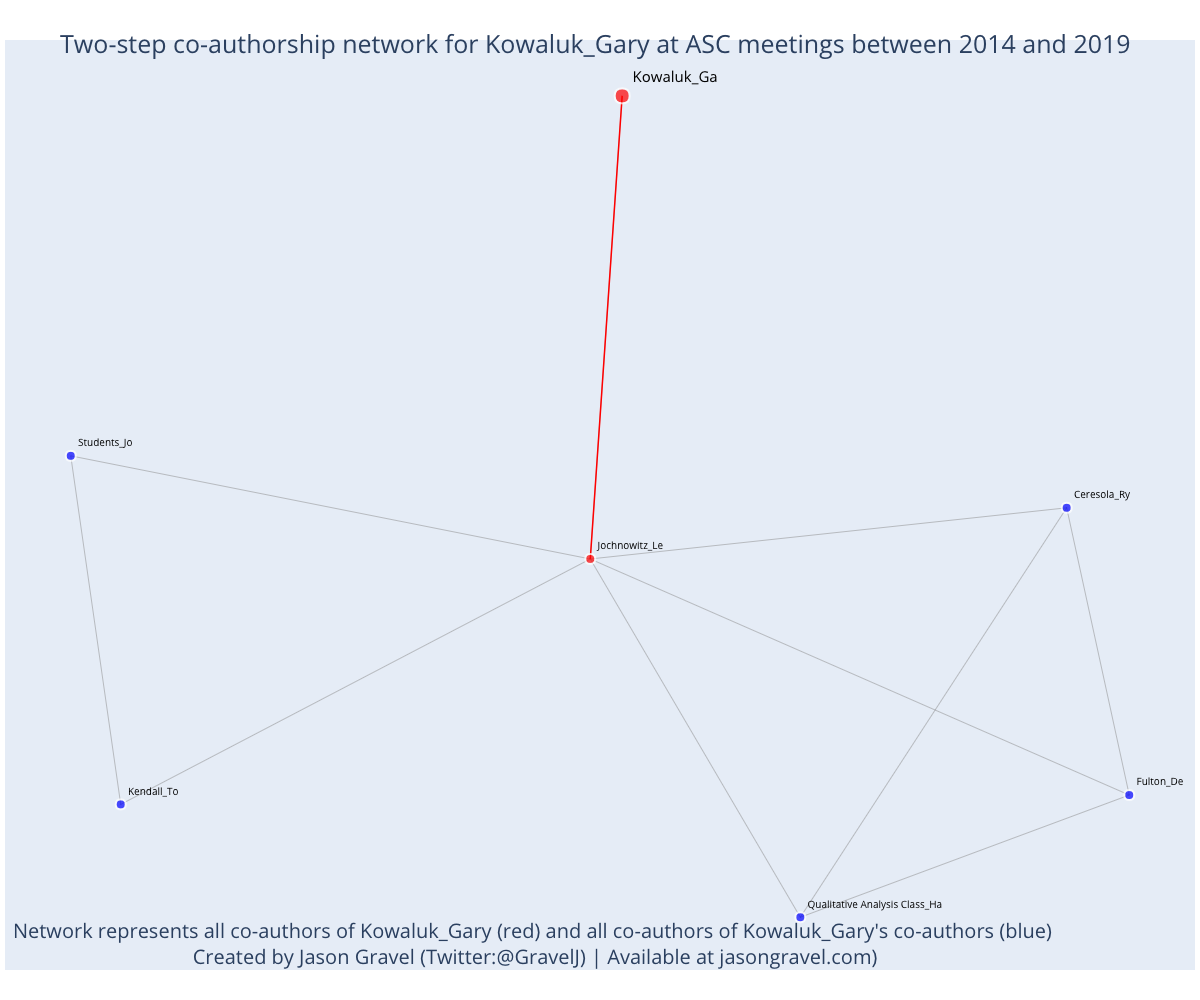 Two-step co-authorship network for Kowaluk_Gary at ASC meetings between 2014 and 2019
Kowaluk_Ga
Students_Jo
Ceresola_Ry
Jochnowitz_Le
Fulton_De
Kendall_To
Qualitative Analysis Class_Ha
Network represents all co-authors of Kowaluk_Gary (red) and all co-authors of Kowaluk_Gary's co-authors (blue)
Created by Jason Gravel (Twitter:@GravelJ) | Available at jasongravel.com)